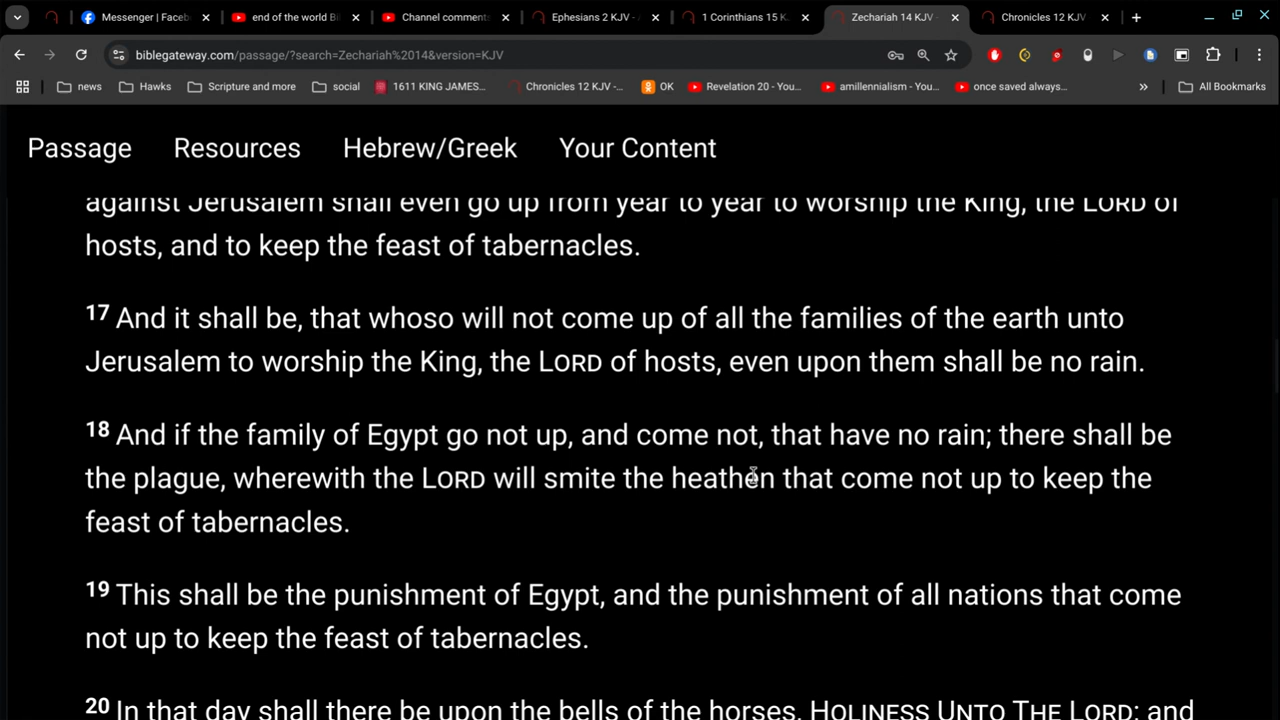 Messenger | Faceb
end of the world Bi
Channel comments
Ephesians 2 KJV -
1 Corinthians 15 K
Zechariah 14 KJV -
Chronicles 12 KJV
biblegateway.com/passage/?search=Zechariah%2014&version=KJV
news
Hawks
Scripture and more
social
1611 KING JAMES...
Chronicles 12 KJV -...
OK
Revelation 20 - You...
amillennialism - You...
once saved always...
All Bookmarks
Passage Resources Hebrew/Greek Your Content
against Jerusalem shall even go up from year to year to worship the King, the LORD of
hosts, and to keep the feast of tabernacles.
17 And it shall be, that whoso will not come up of all the families of the earth unto
Jerusalem to worship the King, the LORD of hosts, even upon them shall be no rain.
18 And if the family of Egypt go not up, and come not, that have no rain; there shall be
the plague, wherewith the LORD will smite the heathen that come not up to keep the
feast of tabernacles.
19 This shall be the punishment of Egypt, and the punishment of all nations that come
not up to keep the feast of tabernacles.
20 In that day shall there be upon the bells of the horses, HOLINESS UNTO THE LORD; and